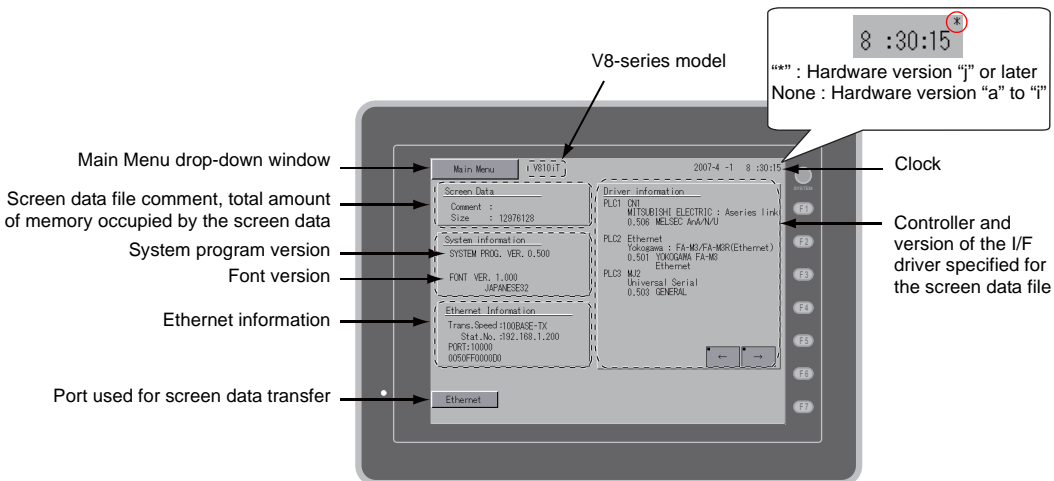 8 :30:15*
"*" : Hardware version "j" or later
None : Hardware version "a" to "i"
V8-series model
Main Menu drop-down window
Screen data file comment, total amount
of memory occupied by the screen data
System program version
Font version
Ethernet information
Port used for screen data transfer
Main Menu
V810iT
2007-4 -1 8 :30:15
Screen Data
Comment :
Size : 12976128
System information
SYSTEM PROG. VER. 0.500
FONT VER. 1.000
JAPANESE32
Ethernet Information
Trans.Speed :100BASE-TX
Stat.No. :192.168.1.200
PORT:10000
0050FF0000D0
Ethernet
Driver information
PLC1 CN1
MITSUBISHI ELECTRIC : Aseries link
0.506 MELSEC AnA/N/U
PLC2 Ethernet
Yokogawa : FA-M3/FA-M3R(Ethernet)
0.501 YOKOGAWA FA-M3
Ethernet
PLC3 MJ2
Universal Serial
0.503 GENERAL
← →
SYSTEM
F1
F2
F3
F4
F5
F6
F7
Clock
Controller and
version of the I/F
driver specified for
the screen data file